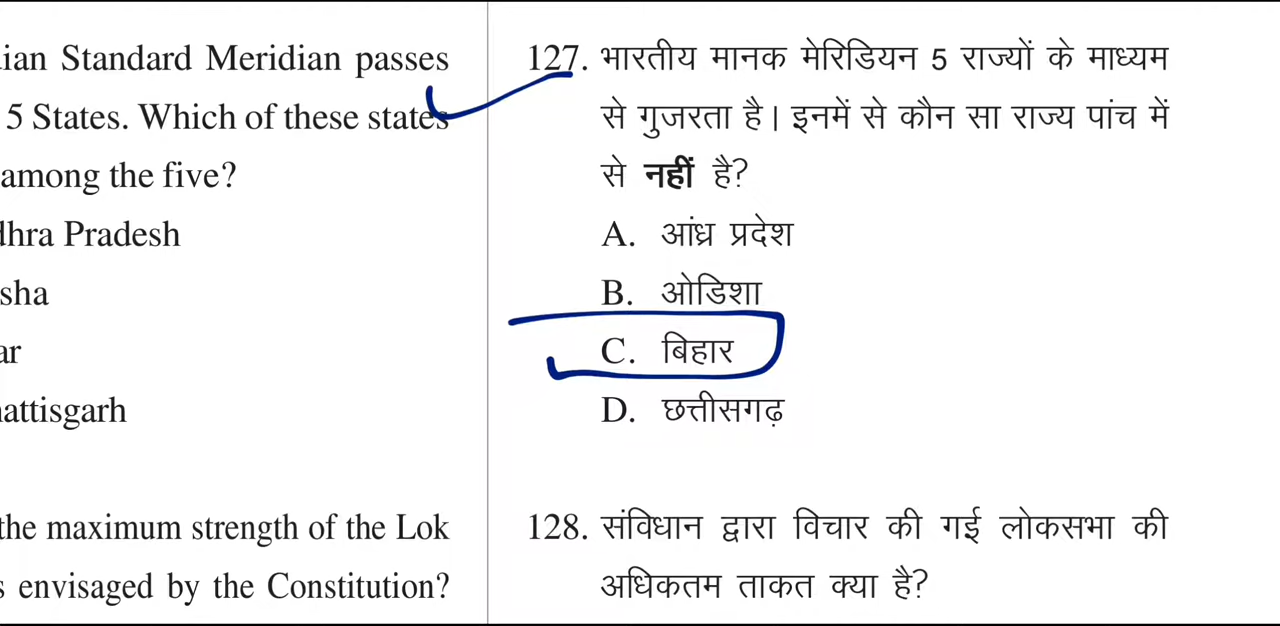 ian Standard Meridian passes
5 States. Which of these states
among the five?
dhra Pradesh
sha
ar
attisgarh
the maximum strength of the Lok
s envisaged by the Constitution?
127. भारतीय मानक मेरिडियन 5 राज्यों के माध्यम
से गुजरता है। इनमें से कौन सा राज्य पांच में
से नहीं है?
A. आंध्र प्रदेश
B. ओडिशा
C. बिहार
D. छत्तीसगढ़
128. संविधान द्वारा विचार की गई लोकसभा की
अधिकतम ताकत क्या है?